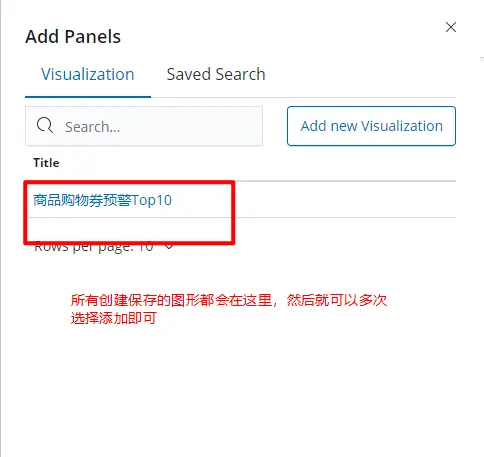 Add Panels
Visualization
Saved Search
Search...
Add new Visualization
Title
商品购物券预警Top10
Rows per page: 10
所有创建保存的图形都会在这里，然后就可以多次
选择添加即可